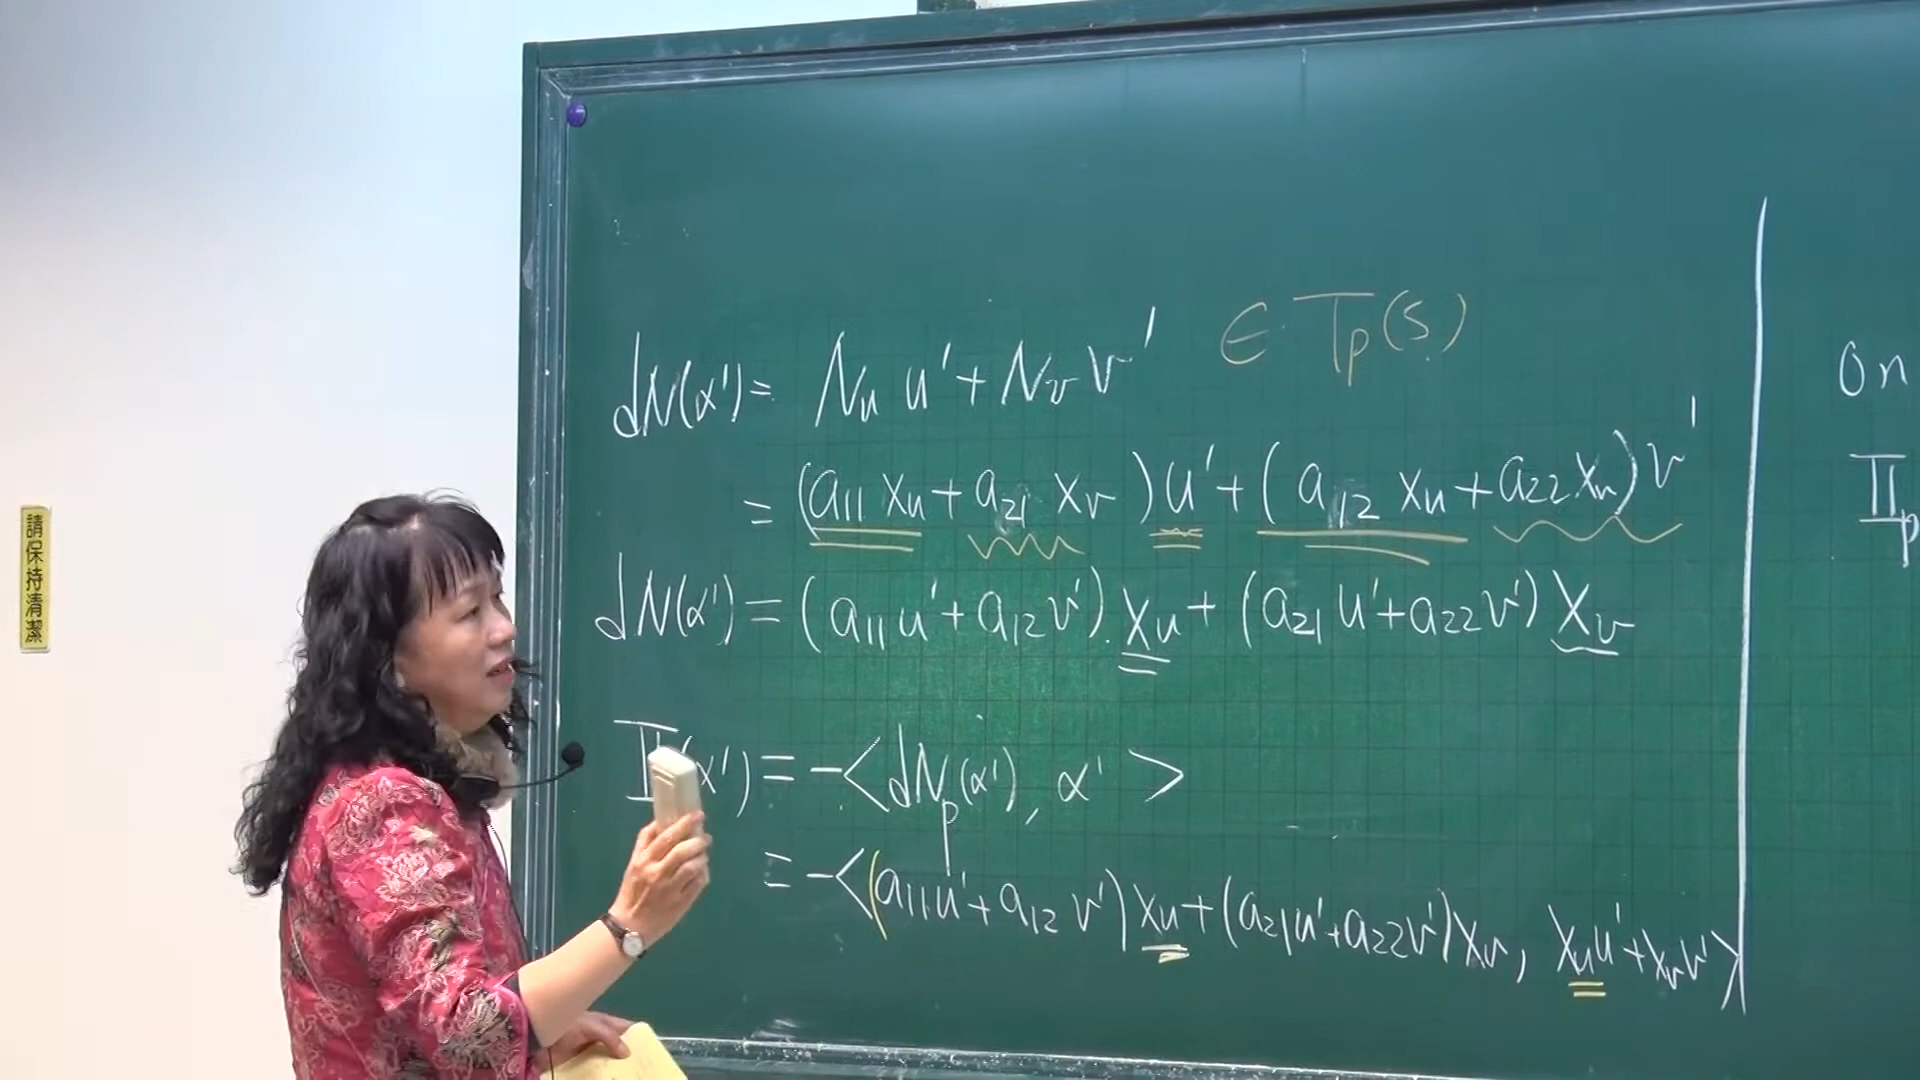 請保持清潔
dN(α') = N_u u' + N_v v' ∈ T_p(S)
= (a_11 x_u + a_21 x_v) u' + (a_12 x_u + a_22 x_v) v'
dN(α') = (a_11 u' + a_12 v') x_u + (a_21 u' + a_22 v') x_v
II (α') = -<dN_p(α'), α'>
= -<(a_11 u' + a_12 v') x_u + (a_21 u' + a_22 v') x_v, x_u u' + x_v v'>
On
II_p